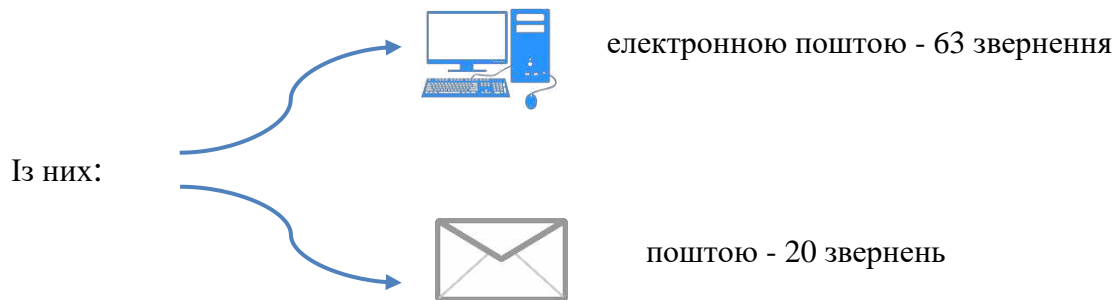 електронною поштою - 63 звернення
Із них:
поштою - 20 звернень